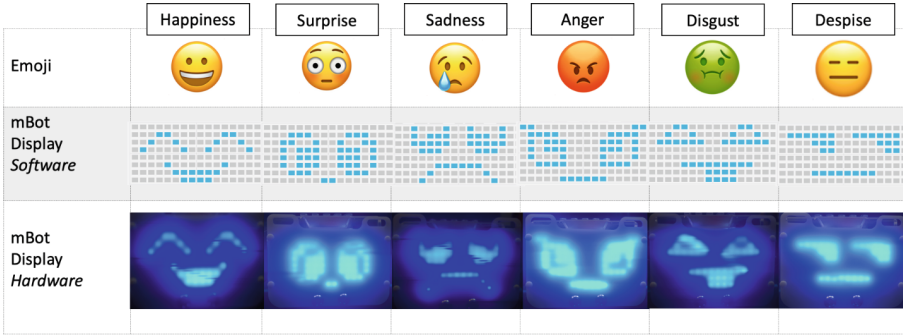 Happiness
Surprise
Sadness
Anger
Disgust
Despise
Emoji
mBot
Display
Software
mBot
Display
Hardware